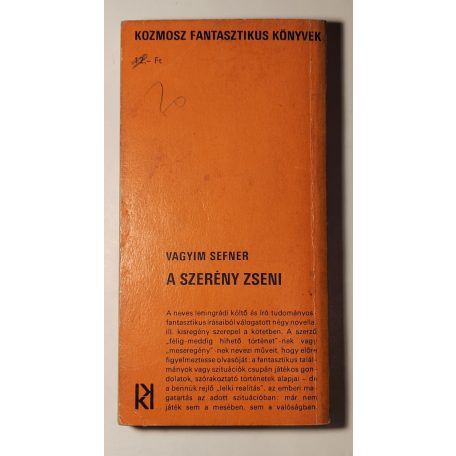 KOZMOSZ FANTASZTIKUS KÖNYVEK
12,– Ft
VAGYIM SEFNER
A SZERÉNY ZSENI
A neves leningrádi költő és író tudományos
fantasztikus írásaiból válogatott négy novella,
ill. kisregény szerepel a kötetben. A szerző
„félig-meddig hihető történet"-nek vagy
„meseregény"-nek nevezi műveit, hogy előre
figyelmeztesse olvasóját: a fantasztikus talál-
mányok vagy szituációk csupán játékos gon-
dolatok, szórakoztató történetek alapjai – de
a bennük rejlő „lelki realitás", az emberi ma-
gatartás az adott szituációban: már nem
játék sem a mesében, sem a valóságban.